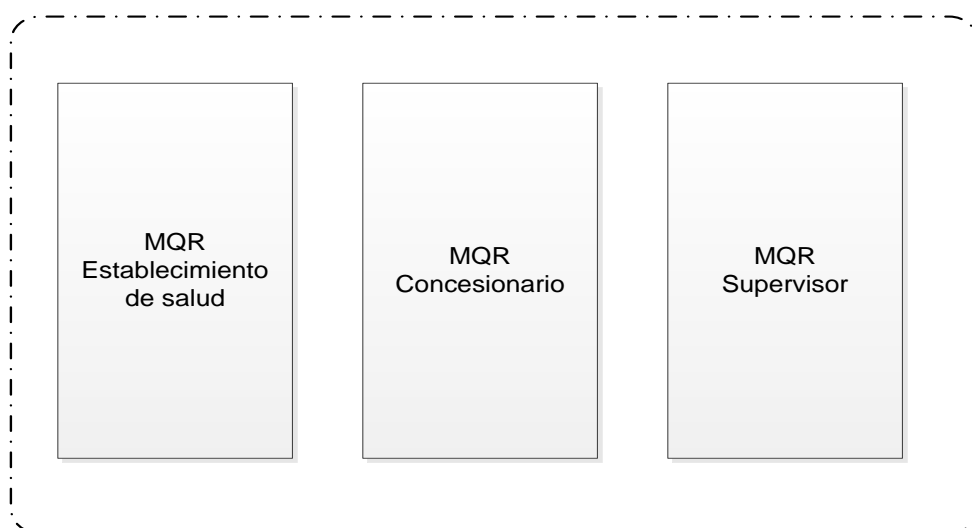 MQR
Establecimiento
de salud
MQR
Concesionario
MQR
Supervisor